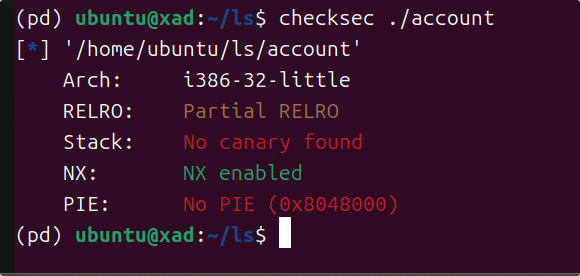 (pd) ubuntu@xad:~/ls$ checksec ./account
[*] '/home/ubuntu/ls/account'
    Arch:     i386-32-little
    RELRO:    Partial RELRO
    Stack:    No canary found
    NX:       NX enabled
    PIE:      No PIE (0x8048000)
(pd) ubuntu@xad:~/ls$